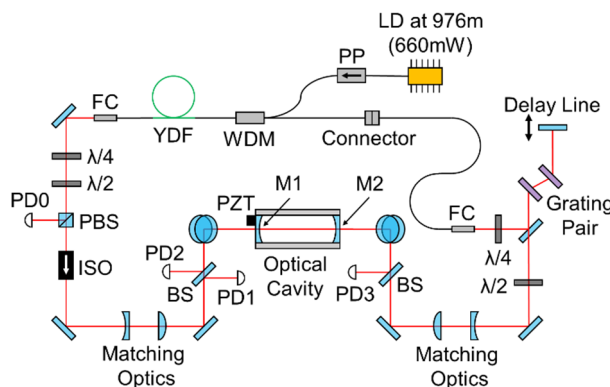 LD at 976m
(660mW)
PP
FC
YDF
WDM
Connector
Delay Line
λ/4
λ/2
PD0
PBS
ISO
PZT
M1
M2
PD2
BS
PD1
Optical
Cavity
PD3
BS
FC
λ/4
Grating
Pair
λ/2
Matching
Optics
Matching
Optics